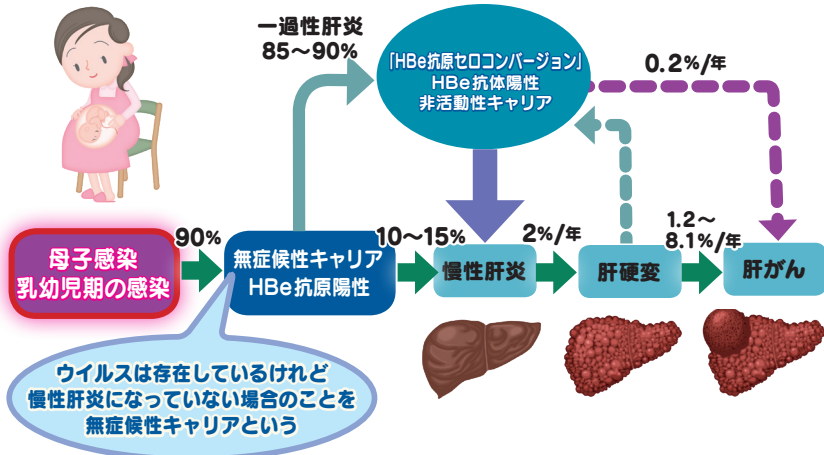 一過性肝炎
85～90%
「HBe抗原セロコンバージョン」
HBe抗体陽性
非活動性キャリア
0.2%/年
母子感染
乳幼児期の感染
90%
無症候性キャリア
HBe抗原陽性
10～15%
慢性肝炎
2%/年
肝硬変
1.2～
8.1%/年
肝がん
ウイルスは存在しているけれど
慢性肝炎になっていない場合のことを
無症候性キャリアという